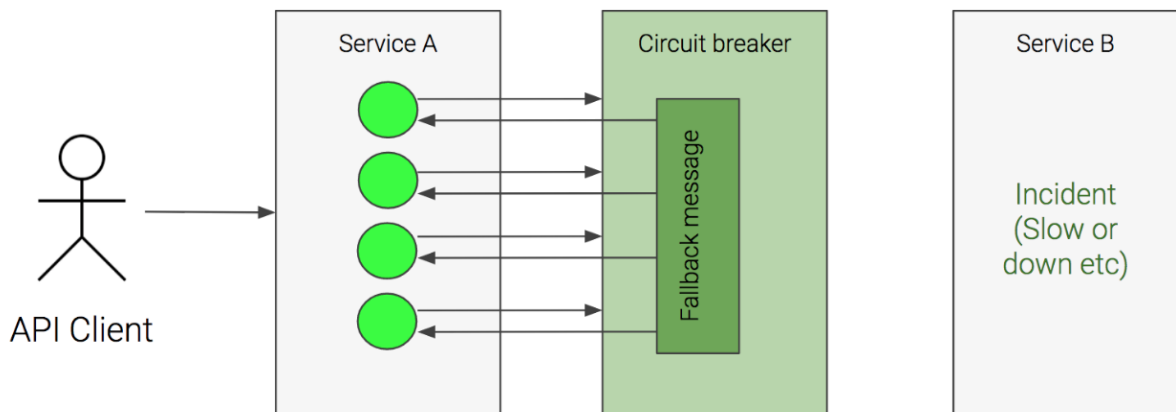 Service A
Circuit breaker
Service B
Fallback message
Incident
(Slow or
down etc)
API Client